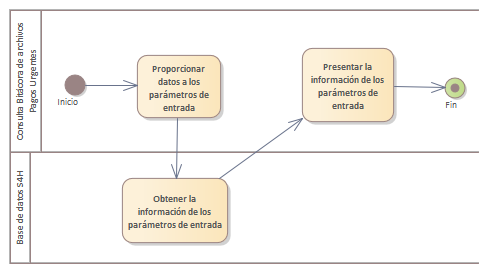 Consulta Bitácora de archivos
Pagos Urgentes
Inicio
Proporcionar
datos a los
parámetros de
entrada
Presentar la
información de los
parámetros de
entrada
Fin
Base de datos S4H
Obtener la
información de los
parámetros de entrada